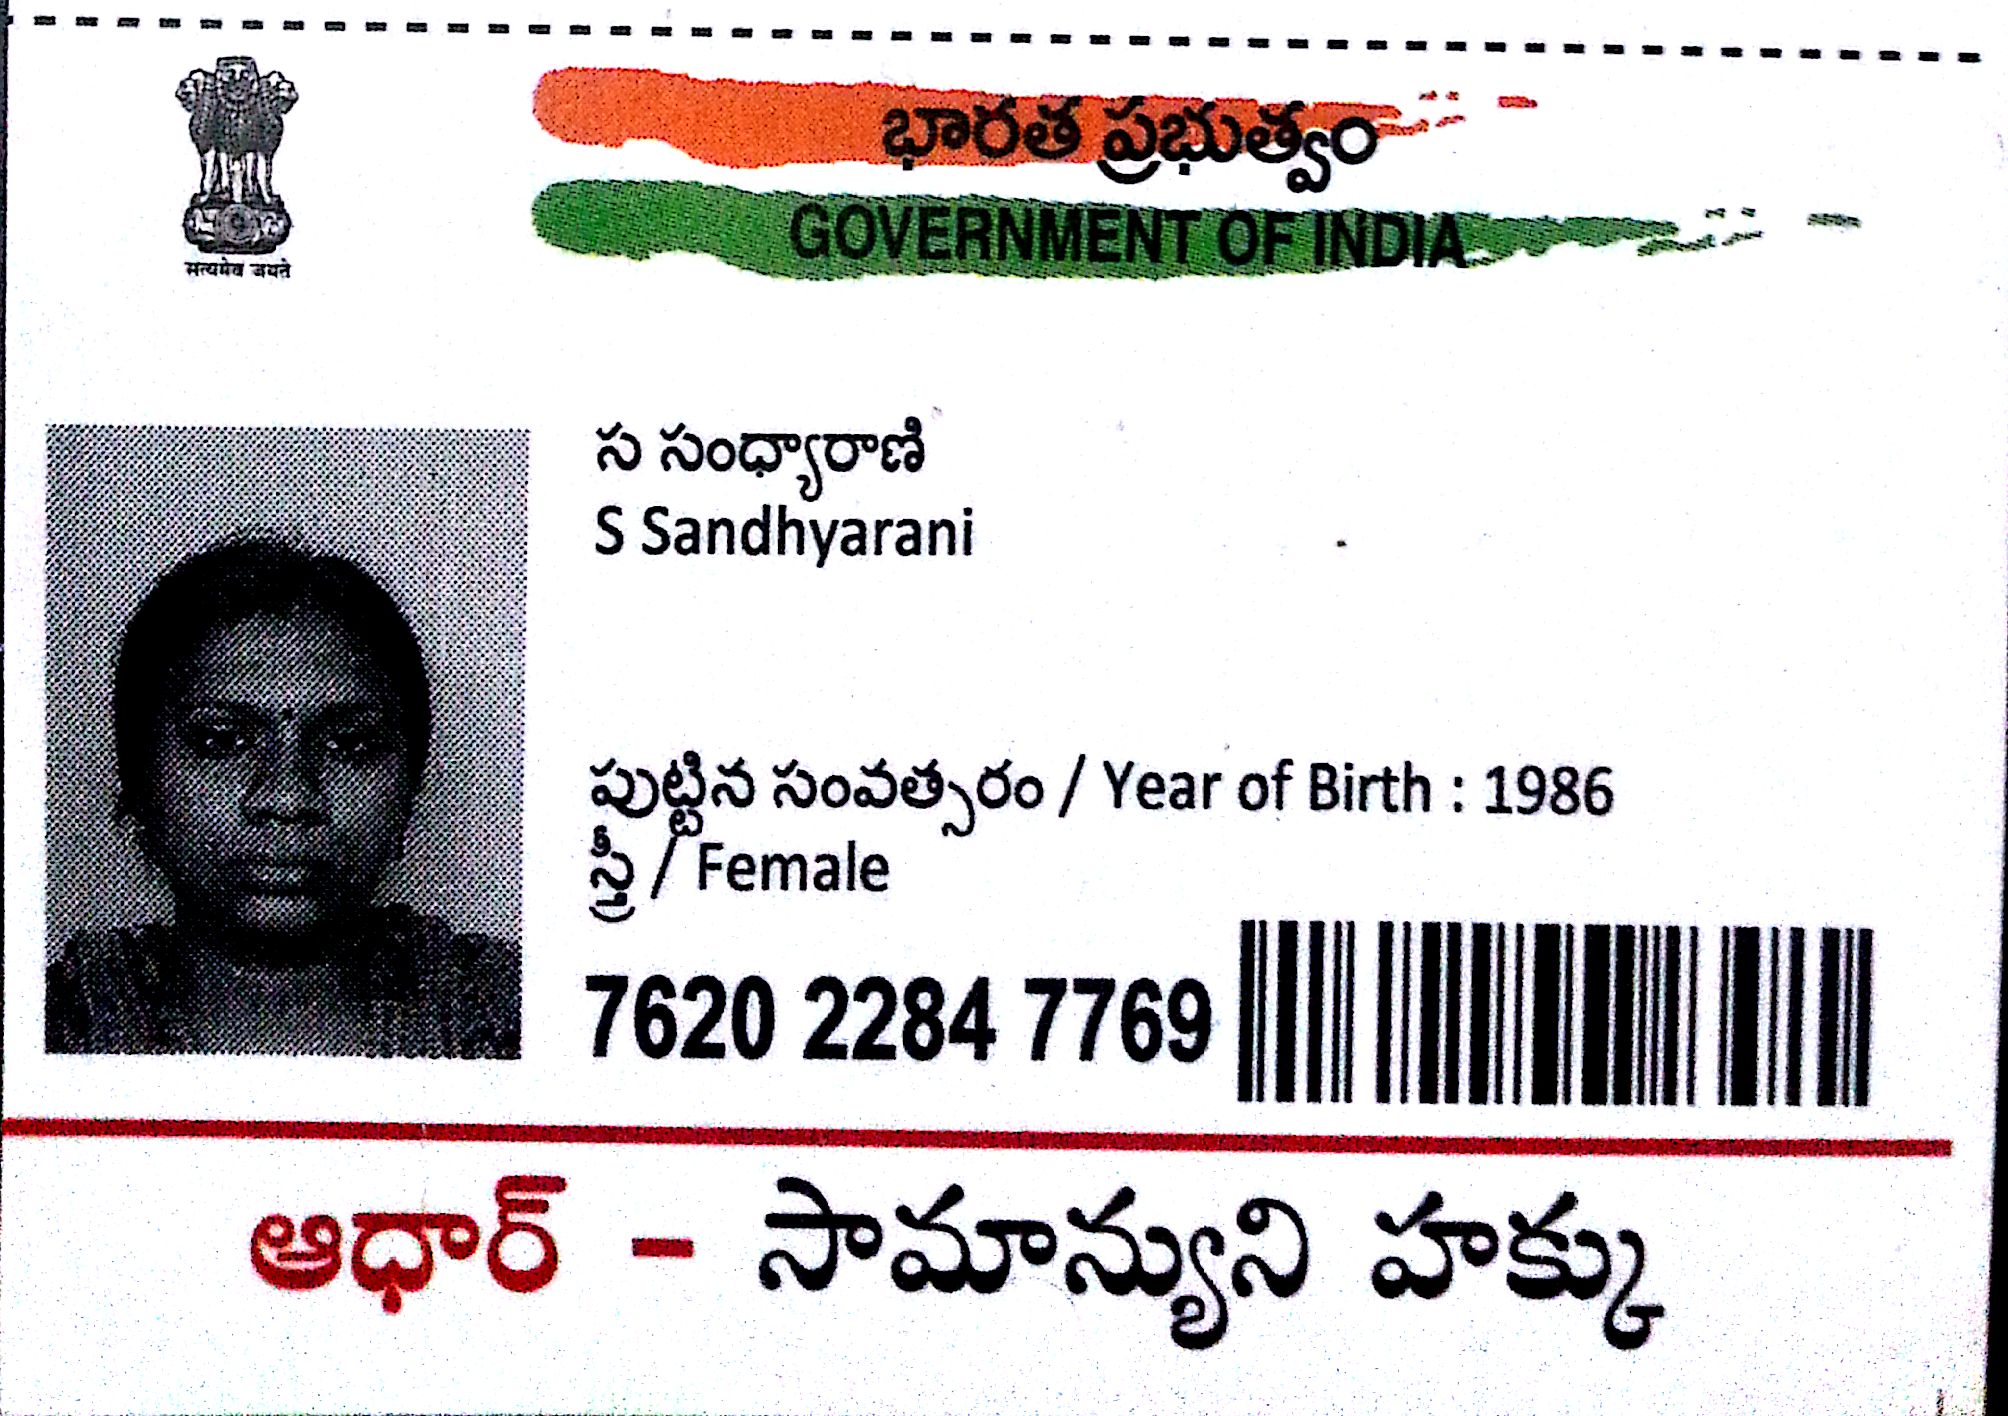 భారత ప్రభుత్వం
GOVERNMENT OF INDIA
सत्यमेव जयते
స సంధ్యారాణి
S Sandhyarani
పుట్టిన సంవత్సరం / Year of Birth : 1986
స్త్రీ / Female
7620 2284 7769
ఆధార్ – సామాన్యుని హక్కు